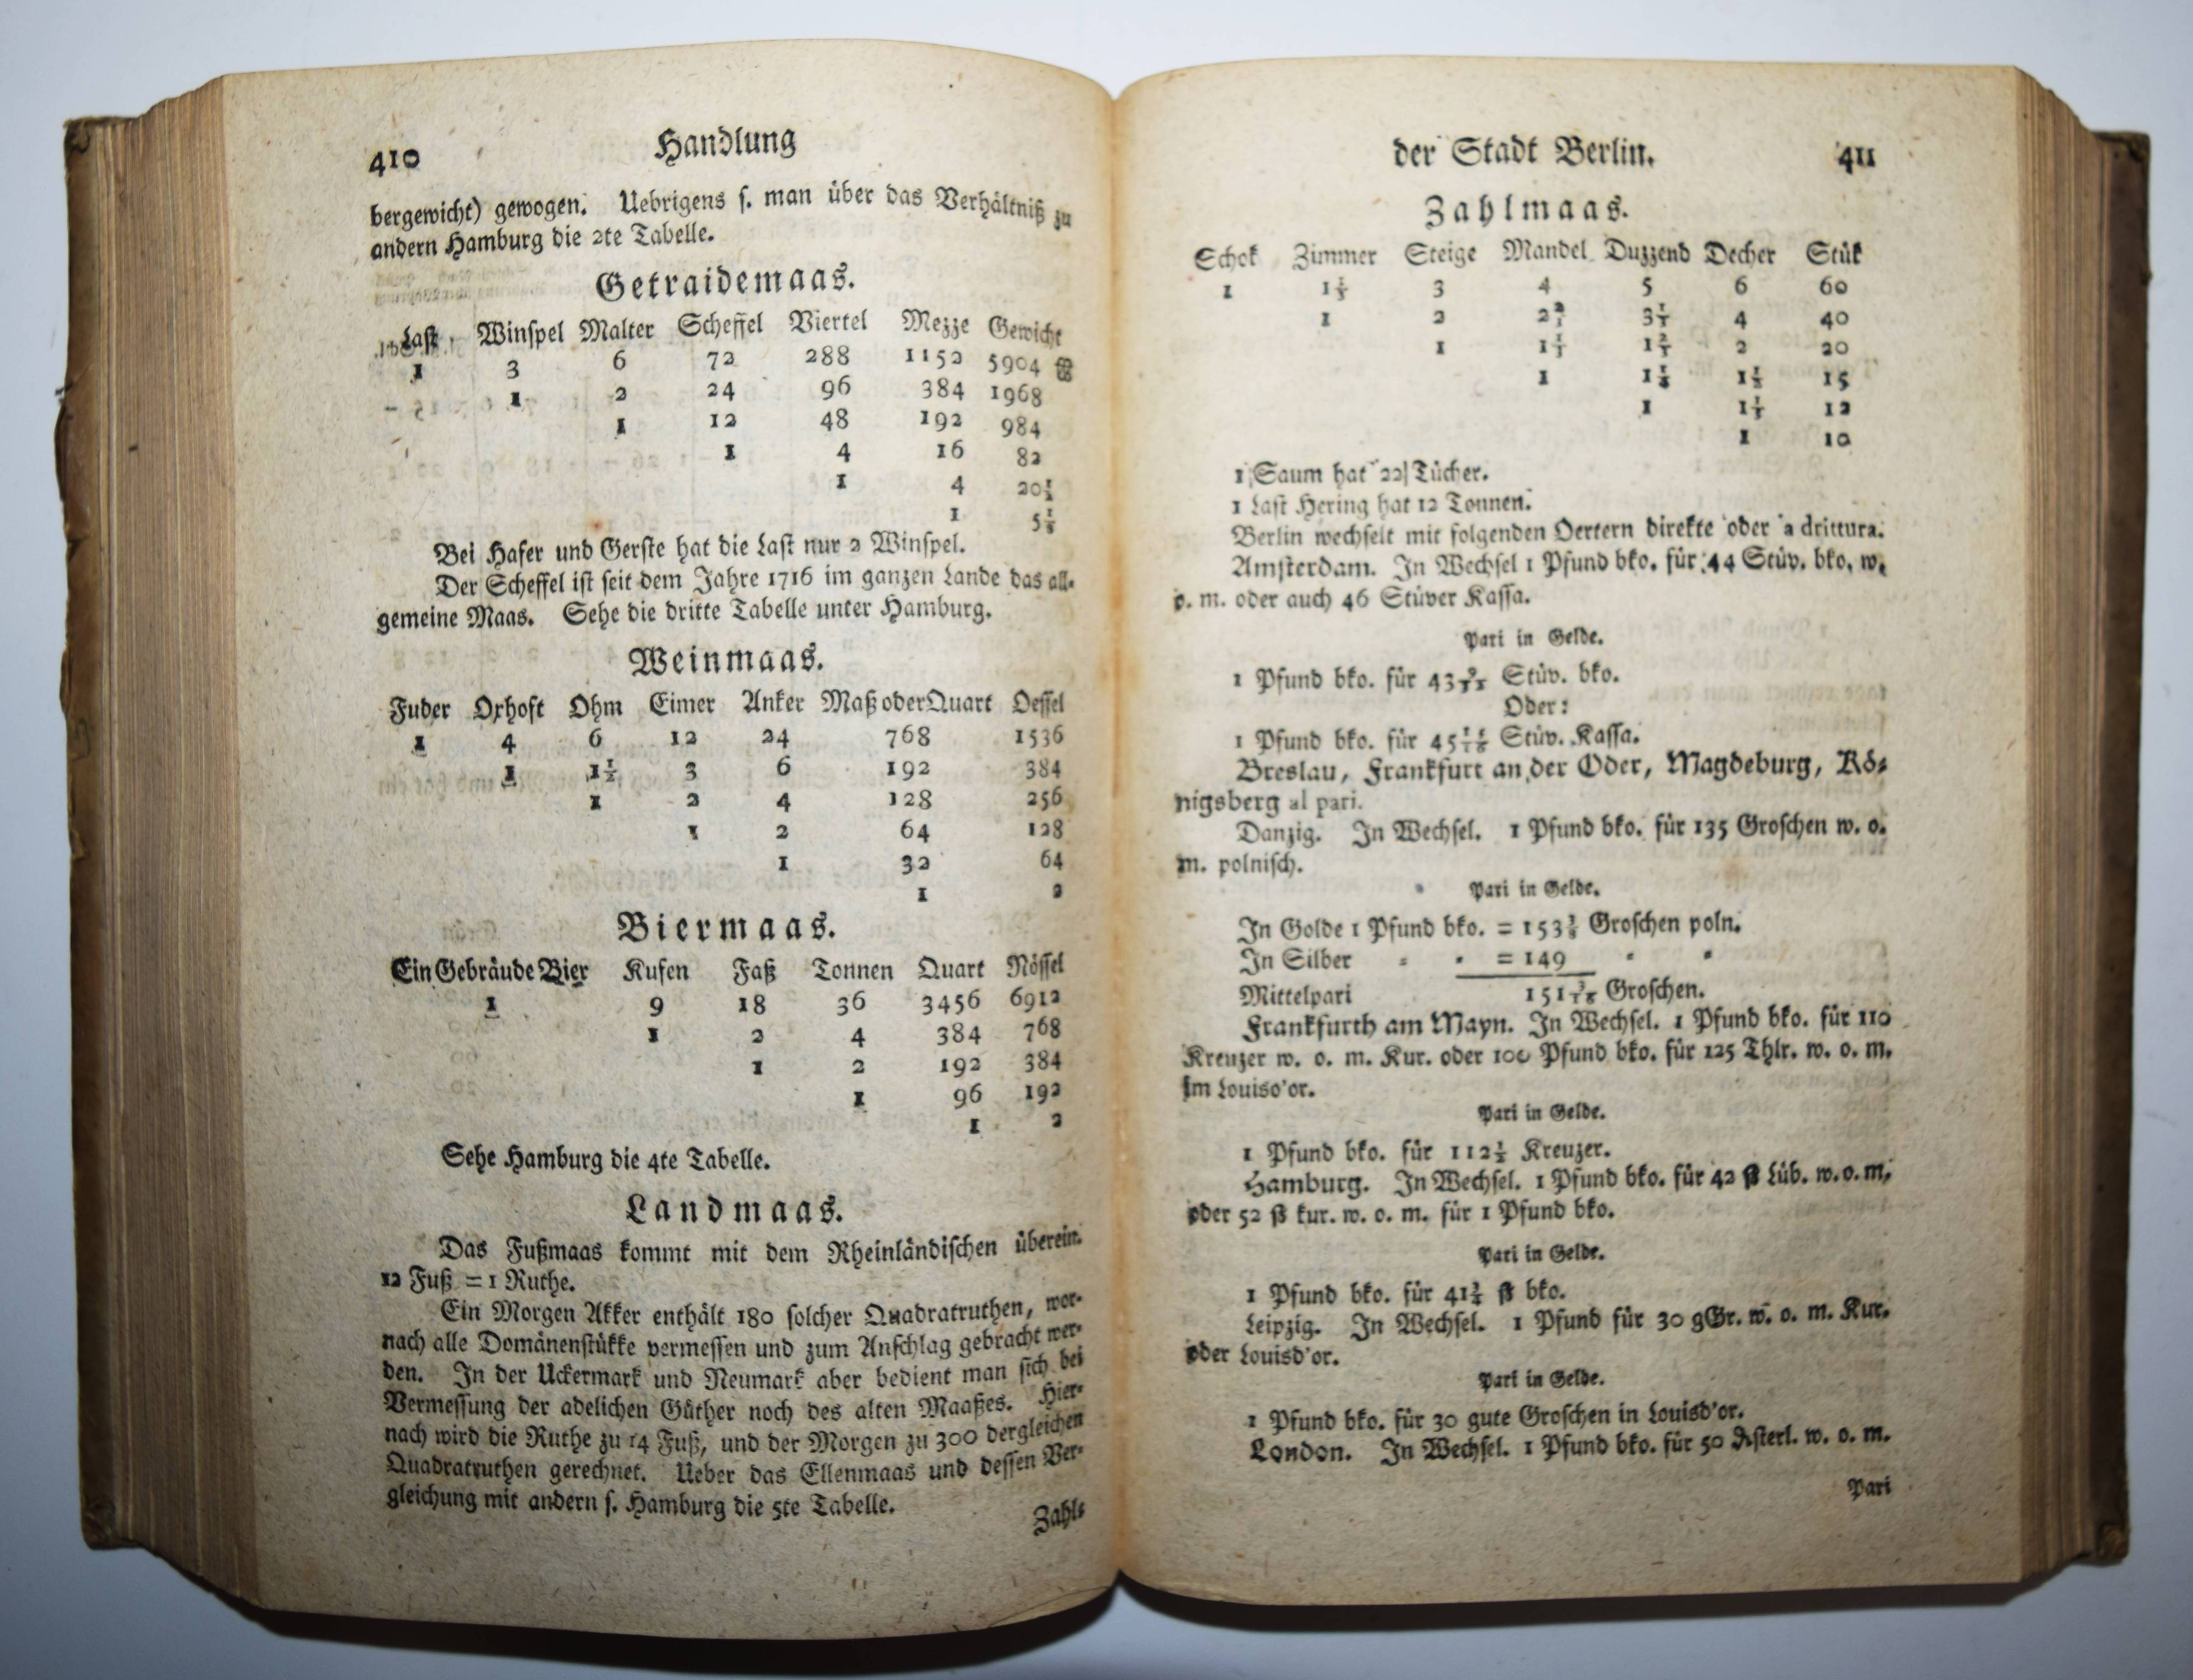 410 Handlung
bergewicht) gewogen. Uebrigens s. man über das Verhältniß zu
andern Hamburg die 2te Tabelle.
Getraidemaas.
Last Winspel Malter Scheffel Viertel Mezze Gewicht
1 3 6 72 288 1152 5904 ℔
1 2 24 96 384 1968
1 12 48 192 984
1 4 16 82
1 4 20½
1 5⅛
Bei Hafer und Gerste hat die Last nur 2 Winspel.
Der Scheffel ist seit dem Jahre 1716 im ganzen Lande das all-
gemeine Maas. Sehe die dritte Tabelle unter Hamburg.
Weinmaas.
Fuder Oxhoft Ohm Eimer Anker Maß oder Quart Oessel
1 4 6 12 24 768 1536
1 1½ 3 6 192 384
1 2 4 128 256
1 2 64 128
1 32 64
1 2
Biermaas.
Ein Gebräude Bier Kufen Faß Tonnen Quart Nössel
1 9 18 36 3456 6912
1 2 4 384 768
1 2 192 384
1 96 192
1 2
Sehe Hamburg die 4te Tabelle.
Landmaas.
Das Fußmaas kommt mit dem Rheinländischen überein.
12 Fuß = 1 Ruthe.
Ein Morgen Akker enthält 180 solcher Quadratruthen, wor-
nach alle Domänenstükke vermessen und zum Anschlag gebracht wer-
den. In der Uckermark und Neumark aber bedient man sich bei
Vermessung der adelichen Güther noch des alten Maaßes. Hier-
nach wird die Ruthe zu 14 Fuß, und der Morgen zu 300 dergleichen
Quadratruthen gerechnet. Ueber das Ellenmaas und dessen Ver-
gleichung mit andern s. Hamburg die 5te Tabelle.
Zahl-
der Stadt Berlin. 411
Zahlmaas.
Schok Zimmer Steige Mandel Duzzend Decher Stük
1 1½ 3 4 5 6 60
1 2 2⅔ 3⅓ 4 40
1 1⅓ 1⅔ 2 20
1 1¼ 1½ 15
1 1⅕ 12
1 10
1 Saum hat 22 Tücher.
1 Last Hering hat 12 Tonnen.
Berlin wechselt mit folgenden Oertern direkte oder a drittura.
Amsterdam. In Wechsel 1 Pfund bko. für 44 Stüv. bko. w.
o. m. oder auch 46 Stüver Kassa.
Pari in Gelde.
1 Pfund bko. für 43 Stüv. bko.
Oder:
1 Pfund bko. für 45 Stüv. Kassa.
Breslau, Frankfurt an der Oder, Magdeburg, Kö-
nigsberg al pari.
Danzig. In Wechsel. 1 Pfund bko. für 135 Groschen w. o.
m. polnisch.
Pari in Gelde.
In Golde 1 Pfund bko. = 153 Groschen poln.
In Silber - - = 149 - -
Mittelpari 151 Groschen.
Frankfurth am Mayn. In Wechsel. 1 Pfund bko. für 110
Kreuzer w. o. m. Kur. oder 100 Pfund bko. für 125 Thlr. w. o. m.
im Louiso'or.
Pari in Gelde.
1 Pfund bko. für 112½ Kreuzer.
Hamburg. In Wechsel. 1 Pfund bko. für 42 ß Lüb. w. o. m.
oder 52 ß kur. w. o. m. für 1 Pfund bko.
Pari in Gelde.
1 Pfund bko. für 41 ß bko.
Leipzig. In Wechsel. 1 Pfund für 30 gGr. w. o. m. Kur.
oder Louisd'or.
Pari in Gelde.
1 Pfund bko. für 30 gute Groschen in Louisd'or.
London. In Wechsel. 1 Pfund bko. für 50 sterl. w. o. m.
Pari